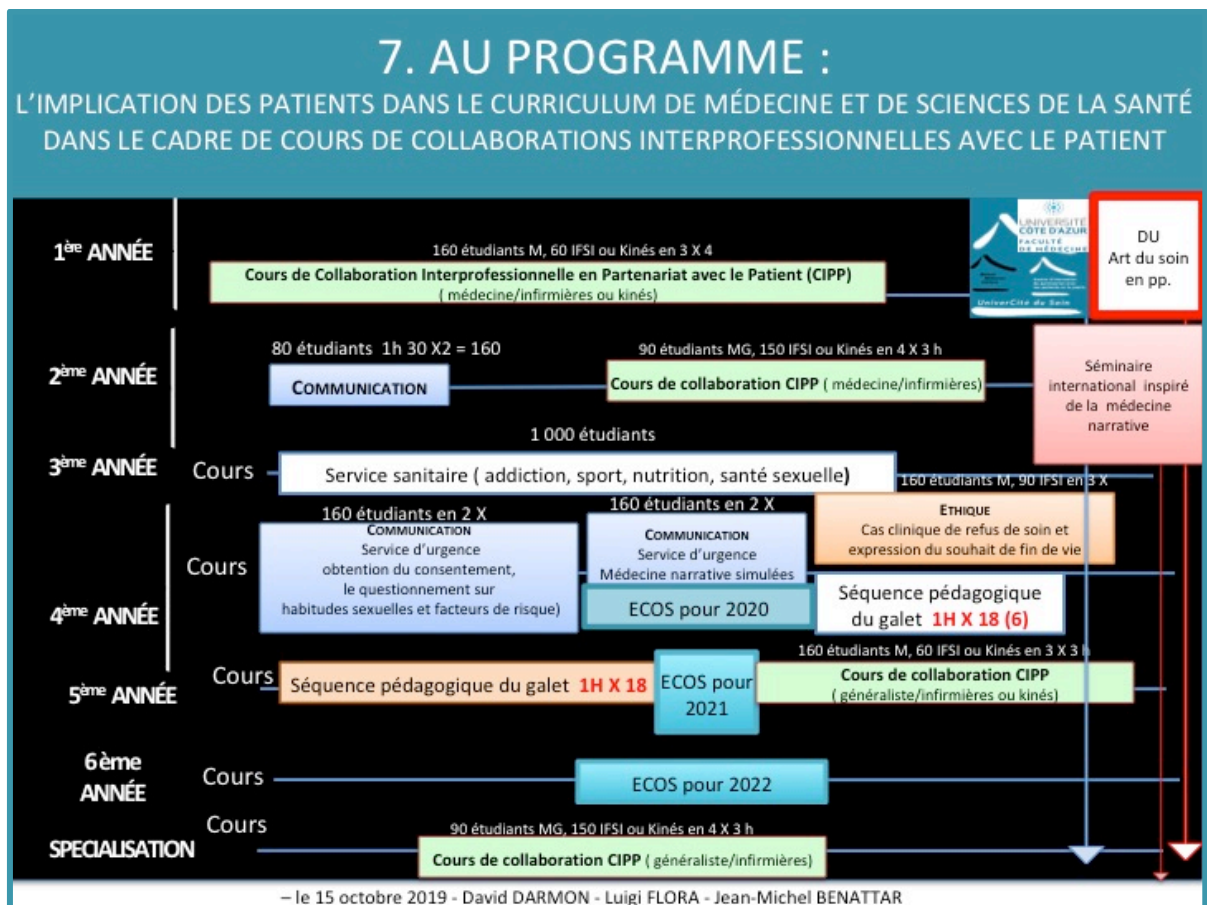 7. AU PROGRAMME :
L'IMPLICATION DES PATIENTS DANS LE CURRICULUM DE MÉDECINE ET DE SCIENCES DE LA SANTÉ
DANS LE CADRE DE COURS DE COLLABORATIONS INTERPROFESSIONNELLES AVEC LE PATIENT
1ère ANNÉE
160 étudiants M, 60 IFSI ou Kinés en 3 X 4
Cours de Collaboration Interprofessionnelle en Partenariat avec le Patient (CIPP)
( médecine/infirmières ou kinés)
UNIVERSITÉ
CÔTE D'AZUR
FACULTÉ
DE MÉDECINE
UniverCité du Soin
DU
Art du soin
en pp.
2ème ANNÉE
80 étudiants 1h 30 X2 = 160
COMMUNICATION
90 étudiants MG, 150 IFSI ou Kinés en 4 X 3 h
Cours de collaboration CIPP ( médecine/infirmières)
Séminaire
international inspiré
de la médecine
narrative
3ème ANNÉE
Cours
1 000 étudiants
Service sanitaire ( addiction, sport, nutrition, santé sexuelle)
4ème ANNÉE
Cours
160 étudiants en 2 X
COMMUNICATION
Service d'urgence
obtention du consentement,
le questionnement sur
habitudes sexuelles et facteurs de risque)
160 étudiants en 2 X
COMMUNICATION
Service d'urgence
Médecine narrative simulées
ECOS pour 2020
160 étudiants M, 90 IFSI en 3 X
ETHIQUE
Cas clinique de refus de soin et
expression du souhait de fin de vie
Séquence pédagogique
du galet 1H X 18 (6)
5ème ANNÉE
Cours
Séquence pédagogique du galet 1H X 18
ECOS pour
2021
160 étudiants M, 60 IFSI ou Kinés en 3 X 3 h
Cours de collaboration CIPP
( généraliste/infirmières ou kinés)
6ème
ANNÉE
Cours
ECOS pour 2022
SPECIALISATION
Cours
90 étudiants MG, 150 IFSI ou Kinés en 4 X 3 h
Cours de collaboration CIPP ( généraliste/infirmières)
– le 15 octobre 2019 - David DARMON - Luigi FLORA - Jean-Michel BENATTAR